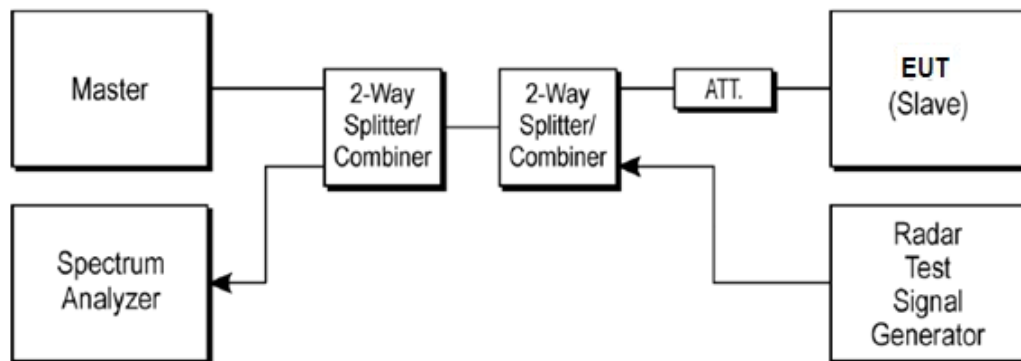 Master
2-Way
Splitter/
Combiner
2-Way
Splitter/
Combiner
ATT.
EUT
(Slave)
Spectrum
Analyzer
Radar
Test
Signal
Generator